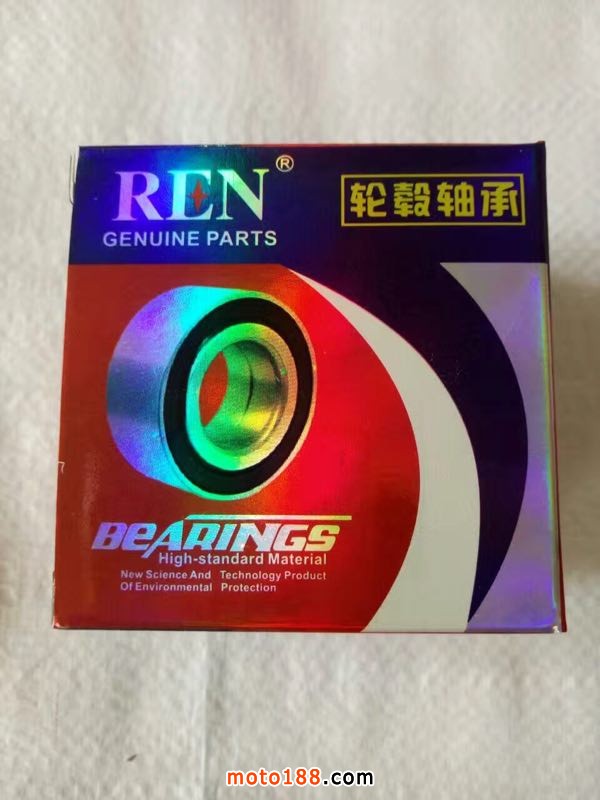 REN®
轮毂轴承
GENUINE PARTS
BeARINGS
High-standard Material
New Science And Technology Product
Of Environmental Protection
moto188.com